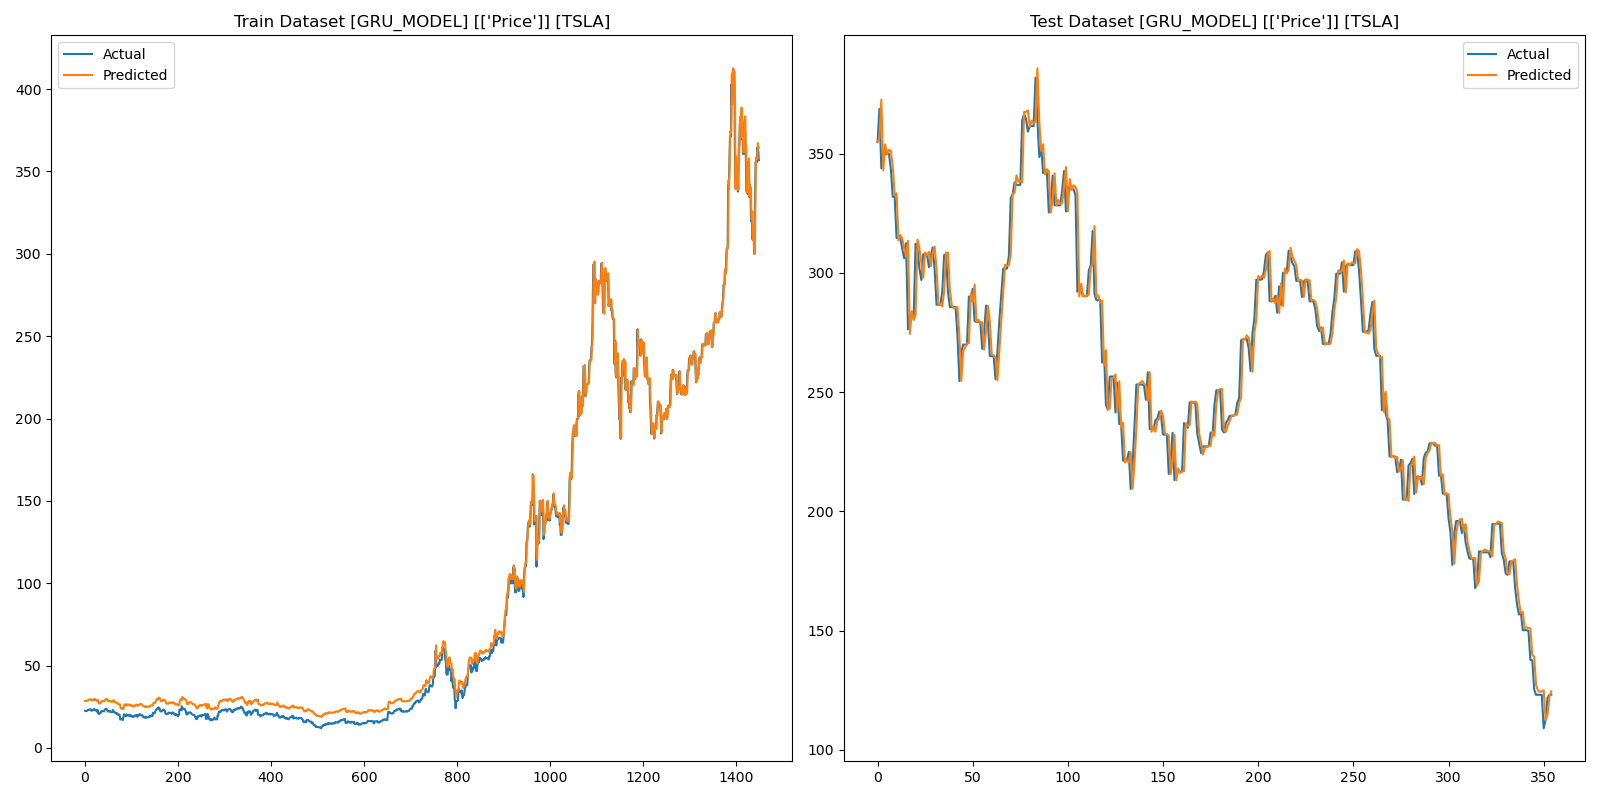 Train Dataset [GRU_MODEL] [['Price']] [TSLA]
Actual
Predicted
400
350
300
250
200
150
100
50
0
0 200 400 600 800 1000 1200 1400
Test Dataset [GRU_MODEL] [['Price']] [TSLA]
Actual
Predicted
350
300
250
200
150
100
0 50 100 150 200 250 300 350